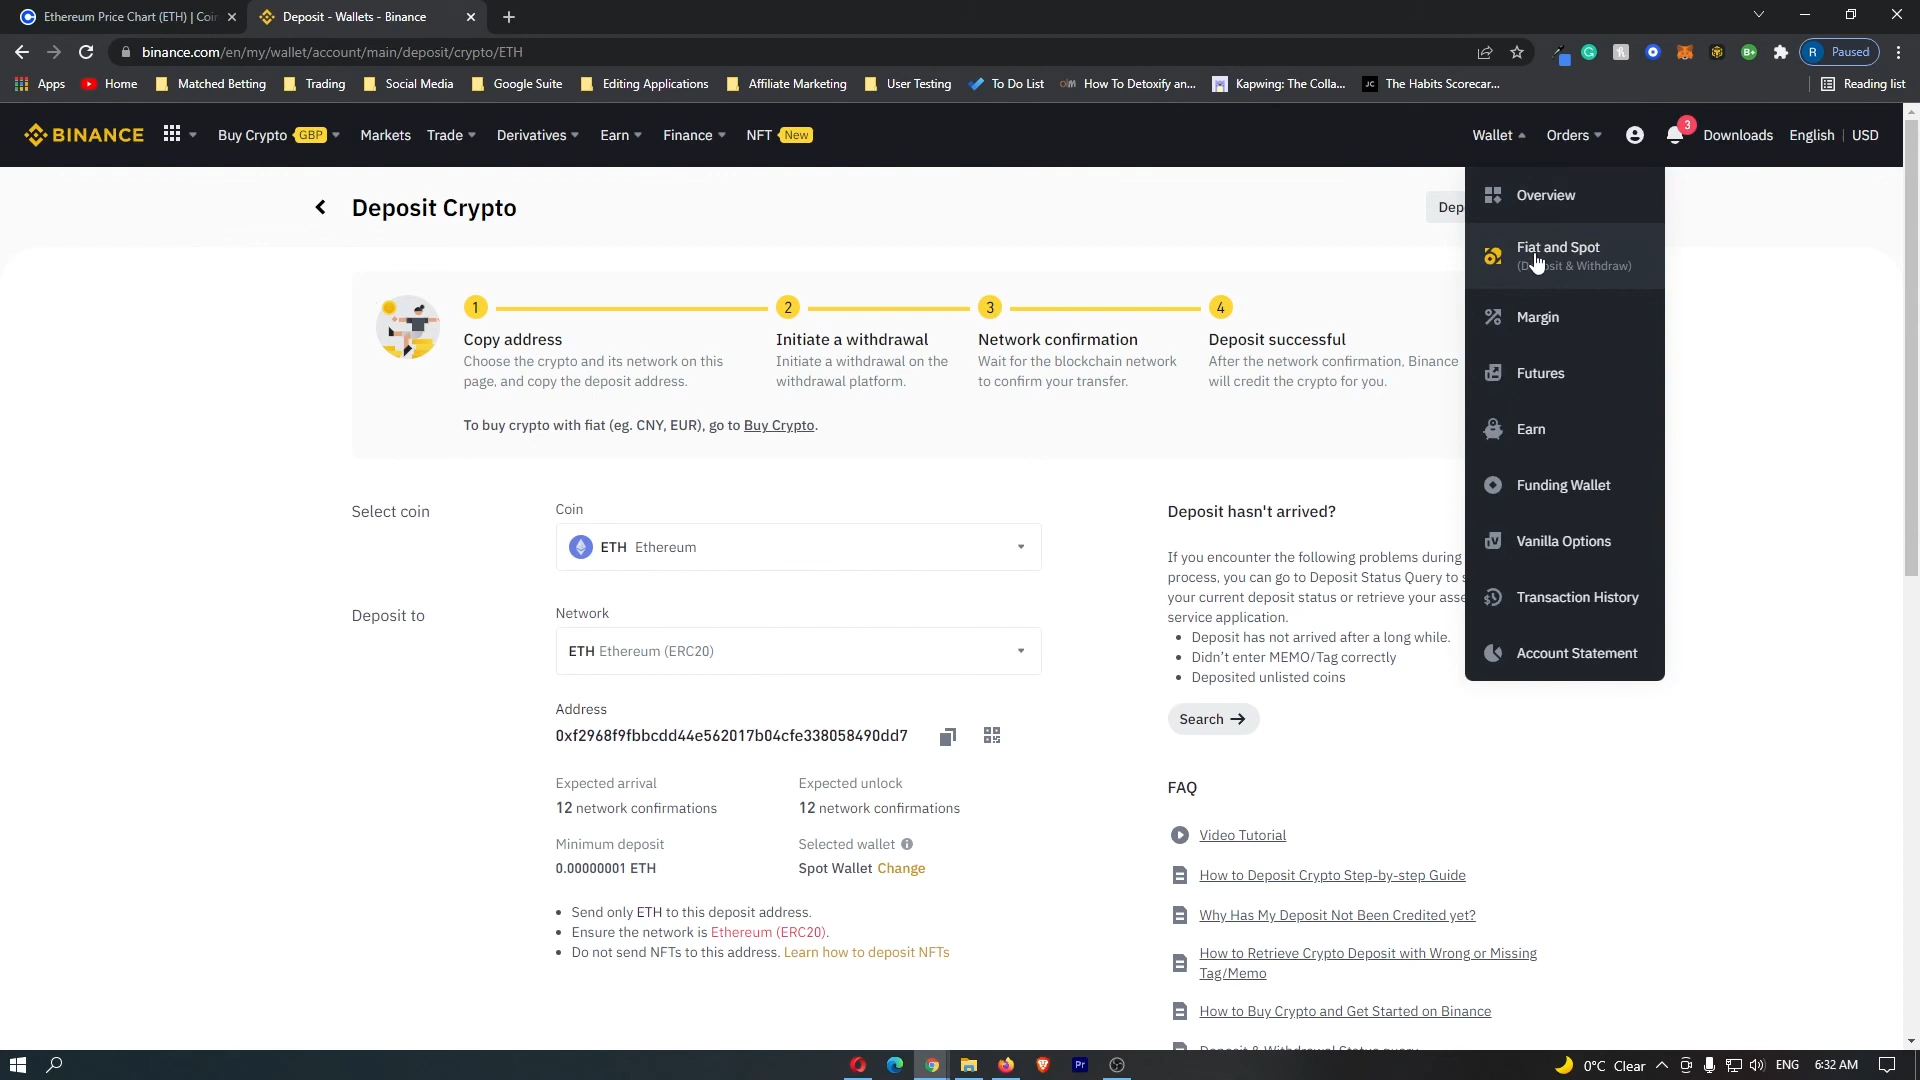 Ethereum Price Chart (ETH) | Coin
Deposit - Wallets - Binance
binance.com/en/my/wallet/account/main/deposit/crypto/ETH
R Paused
Apps
Home
Matched Betting
Trading
Social Media
Google Suite
Editing Applications
Affiliate Marketing
User Testing
To Do List
How To Detoxify an...
Kapwing: The Colla...
The Habits Scorecar...
Reading list
BINANCE
Buy Crypto GBP
Markets
Trade
Derivatives
Earn
Finance
NFT New
Wallet
Orders
3
Downloads
English
USD
Deposit Crypto
Dep
Overview
Fiat and Spot
Margin
Futures
Earn
Funding Wallet
Vanilla Options
Transaction History
Account Statement
1
2
3
4
Copy address
Choose the crypto and its network on this
page, and copy the deposit address.
Initiate a withdrawal
Initiate a withdrawal on the
withdrawal platform.
Network confirmation
Wait for the blockchain network
to confirm your transfer.
Deposit successful
After the network confirmation, Binance
will credit the crypto for you.
To buy crypto with fiat (eg. CNY, EUR), go to Buy Crypto.
Select coin
Coin
ETH Ethereum
Deposit to
Network
ETH Ethereum (ERC20)
Address
0xf2968f9fbbcdd44e562017b04cfe338058490dd7
Expected arrival
12 network confirmations
Expected unlock
12 network confirmations
Minimum deposit
0.00000001 ETH
Selected wallet
Spot Wallet Change
• Send only ETH to this deposit address.
• Ensure the network is Ethereum (ERC20).
• Do not send NFTs to this address. Learn how to deposit NFTs
Deposit hasn't arrived?
If you encounter the following problems during
process, you can go to Deposit Status Query to s
your current deposit status or retrieve your asse
service application.
• Deposit has not arrived after a long while.
• Didn't enter MEMO/Tag correctly
• Deposited unlisted coins
Search
FAQ
Video Tutorial
How to Deposit Crypto Step-by-step Guide
Why Has My Deposit Not Been Credited yet?
How to Retrieve Crypto Deposit with Wrong or Missing
Tag/Memo
How to Buy Crypto and Get Started on Binance
0°C Clear
ENG
6:32 AM